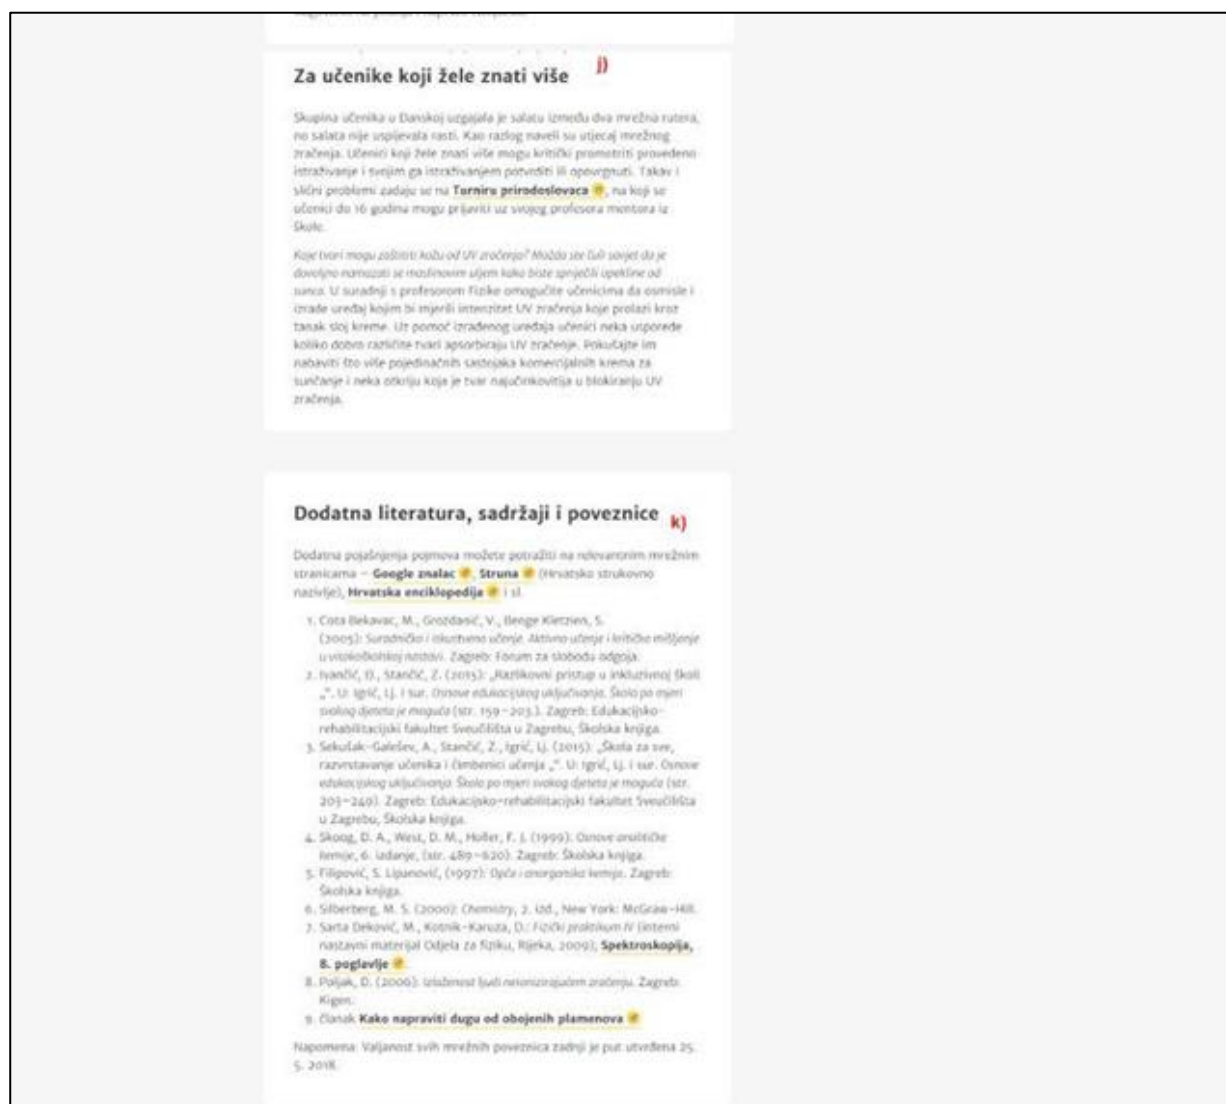 Za učenike koji žele znati više j)
Skupina učenika u Danskoj uzgajala je salatu između dva mrežna rutera,
no salata nije uspijevala rasti. Kao razlog naveli su utjecaj mrežnog
zračenja. Učenici koji žele znati više mogu kritički promotriti provedeno
istraživanje i svojim ga istraživanjem potvrditi ili opovrgnuti. Takav i
slični problemi zadaju se na Turniru prirodoslovaca, na koji se
učenici do 16 godina mogu prijaviti uz svojeg profesora mentora iz
škole.
Koje tvari mogu zaštititi kožu od UV zračenja? Možda ste čuli savjet da je
dovoljno namazati se maslinovim uljem kako biste spriječili opekline od
sunca. U suradnji s profesorom Fizike omogućite učenicima da osmisle i
izrade uređaj kojim bi mjerili intenzitet UV zračenja koje prolazi kroz
tanak sloj kreme. Uz pomoć izrađenog uređaja učenici neka usporede
koliko dobro različite tvari apsorbiraju UV zračenje. Pokušajte im
nabaviti što više pojedinačnih sastojaka komercijalnih krema za
sunčanje i neka otkriju koja je tvar najučinkovitija u blokiranju UV
zračenja.
Dodatna literatura, sadržaji i poveznice k)
Dodatna pojašnjenja pojmova možete potražiti na relevantnim mrežnim
stranicama – Google znalac, Struna (Hrvatsko strukovno
nazivlje), Hrvatska enciklopedija i sl.
1. Cota Bekavac, M., Grozdanić, V., Benge Kletzien, S.
(2005): Suradničko i iskustveno učenje. Aktivno učenje i kritičko mišljenje
u visokoškolskoj nastavi. Zagreb: Forum za slobodu odgoja.
2. Ivančić, Đ., Stančić, Z. (2015): „Razlikovni pristup u inkluzivnoj školi
„“. U: Igrić, Lj. i sur. Osnove edukacijskog uključivanja. Škola po mjeri
svakog djeteta je moguća (str. 159–203.). Zagreb: Edukacijsko-
rehabilitacijski fakultet Sveučilišta u Zagrebu, Školska knjiga.
3. Sekušak-Galešev, A., Stančić, Z., Igrić, Lj. (2015): „Škola za sve,
razvrstavanje učenika i čimbenici učenja „“. U: Igrić, Lj. i sur. Osnove
edukacijskog uključivanja. Škola po mjeri svakog djeteta je moguća (str.
203–249). Zagreb: Edukacijsko-rehabilitacijski fakultet Sveučilišta
u Zagrebu, Školska knjiga.
4. Skoog, D. A., West, D. M., Holler, F. J. (1999): Osnove analitičke
kemije, 6. izdanje, (str. 489–620). Zagreb: Školska knjiga.
5. Filipović, S. Lipanović, (1997): Opća i anorganska kemija. Zagreb:
Školska knjiga.
6. Silberberg, M. S. (2000): Chemistry, 2. izd., New York: McGraw-Hill.
7. Sarta Deković, M., Kotnik-Karuza, D.: Fizički praktikum IV (interni
nastavni materijal Odjela za fiziku, Rijeka, 2009), Spektroskopija,
8. poglavlje
8. Poljak, D. (2006): Izloženost ljudi neionizirajućem zračenju. Zagreb:
Kigen.
9. članak Kako napraviti dugu od obojenih plamenova
Napomena: Valjanost svih mrežnih poveznica zadnji je put utvrđena 25.
5. 2018.